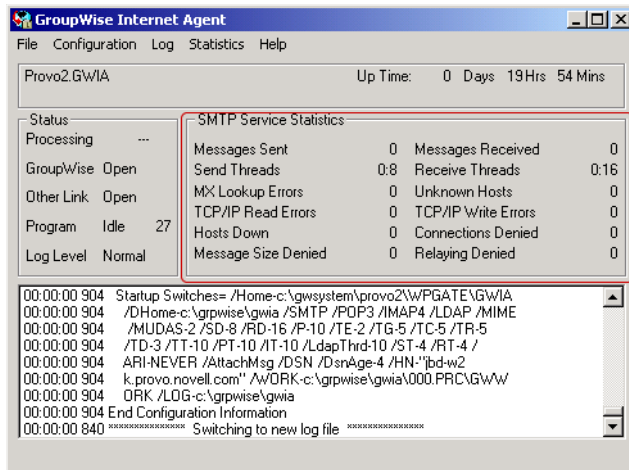 GroupWise Internet Agent
File Configuration Log Statistics Help
Provo2.GWIA Up Time: 0 Days 19 Hrs 54 Mins
Status
Processing ---
GroupWise Open
Other Link Open
Program Idle 27
Log Level Normal
SMTP Service Statistics
Messages Sent 0 Messages Received 0
Send Threads 0:8 Receive Threads 0:16
MX Lookup Errors 0 Unknown Hosts 0
TCP/IP Read Errors 0 TCP/IP Write Errors 0
Hosts Down 0 Connections Denied 0
Message Size Denied 0 Relaying Denied 0
00:00:00 904 Startup Switches= /Home-c:\gwsystem\provo2\WPGATE\GWIA
00:00:00 904 /DHome-c:\grpwise\gwia /SMTP /POP3 /IMAP4 /LDAP /MIME
00:00:00 904 /MUDAS-2 /SD-8 /RD-16 /P-10 /TE-2 /TG-5 /TC-5 /TR-5
00:00:00 904 /TD-3 /TT-10 /PT-10 /IT-10 /LdapThrd-10 /ST-4 /RT-4 /
00:00:00 904 ARI-NEVER /AttachMsg /DSN /DsnAge-4 /HN-"jbd-w2
00:00:00 904 k.provo.novell.com" /WORK-c:\grpwise\gwia\000.PRC\GWW
00:00:00 904 ORK /LOG-c:\grpwise\gwia
00:00:00 904 End Configuration Information
00:00:00 840 *************** Switching to new log file ***************